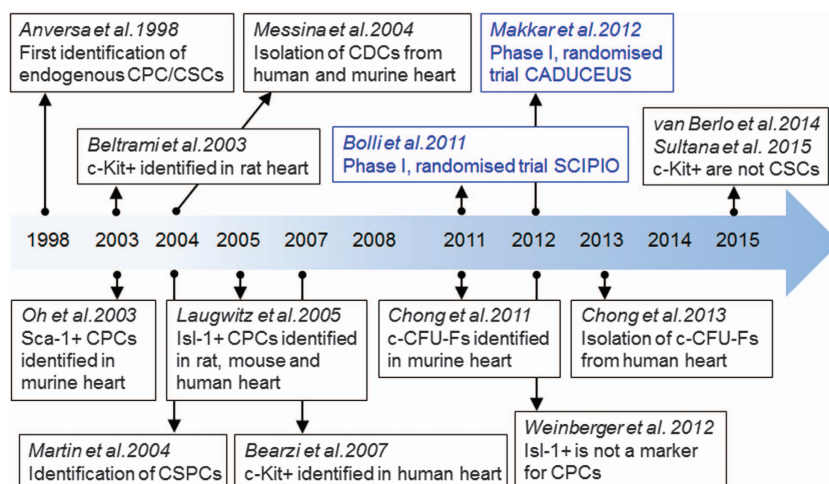 Anversa et al.1998
First identification of
endogenous CPC/CSCs
Messina et al.2004
Isolation of CDCs from
human and murine heart
Makkar et al.2012
Phase I, randomised
trial CADUCEUS
Beltrami et al.2003
c-Kit+ identified in rat heart
Bolli et al.2011
Phase I, randomised trial SCIPIO
van Berlo et al.2014
Sultana et al. 2015
c-Kit+ are not CSCs
1998 2003 2004 2005 2007 2008 2011 2012 2013 2014 2015
Oh et al.2003
Sca-1+ CPCs
identified in
murine heart
Laugwitz et al.2005
Isl-1+ CPCs identified
in rat, mouse and
human heart
Chong et al.2011
c-CFU-Fs identified
in murine heart
Chong et al.2013
Isolation of c-CFU-Fs
from human heart
Martin et al.2004
Identification of CSPCs
Bearzi et al.2007
c-Kit+ identified in human heart
Weinberger et al. 2012
Isl-1+ is not a marker
for CPCs